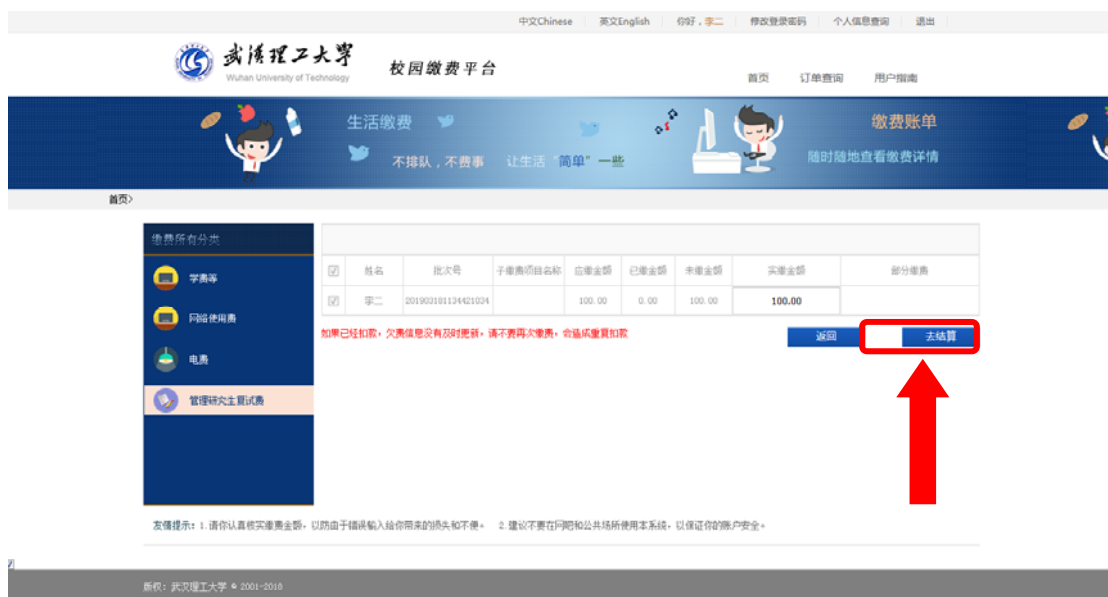 中文Chinese 英文English 你好，李二 修改登录密码 个人信息查询 退出
武汉理工大学
Wuhan University of Technology
校园缴费平台
首页 订单查询 用户指南
生活缴费
不排队，不费事 让生活“简单”一些
缴费账单
随时随地查看缴费详情
首页>
缴费所有分类
学费等
网络使用费
电费
管理研究生复试费
姓名 批次号 子缴费项目名称 应缴金额 已缴金额 未缴金额 实缴金额 部分缴费
李二 201903181134421034 100.00 0.00 100.00 100.00
如果已经扣款，欠费信息没有及时更新，请不要再次缴费，会造成重复扣款
返回 去结算
友情提示：1.请你认真核实缴费金额，以防由于错误输入给你带来的损失和不便。 2.建议不要在网吧和公共场所使用本系统，以保证你的账户安全。
版权：武汉理工大学 © 2001-2018